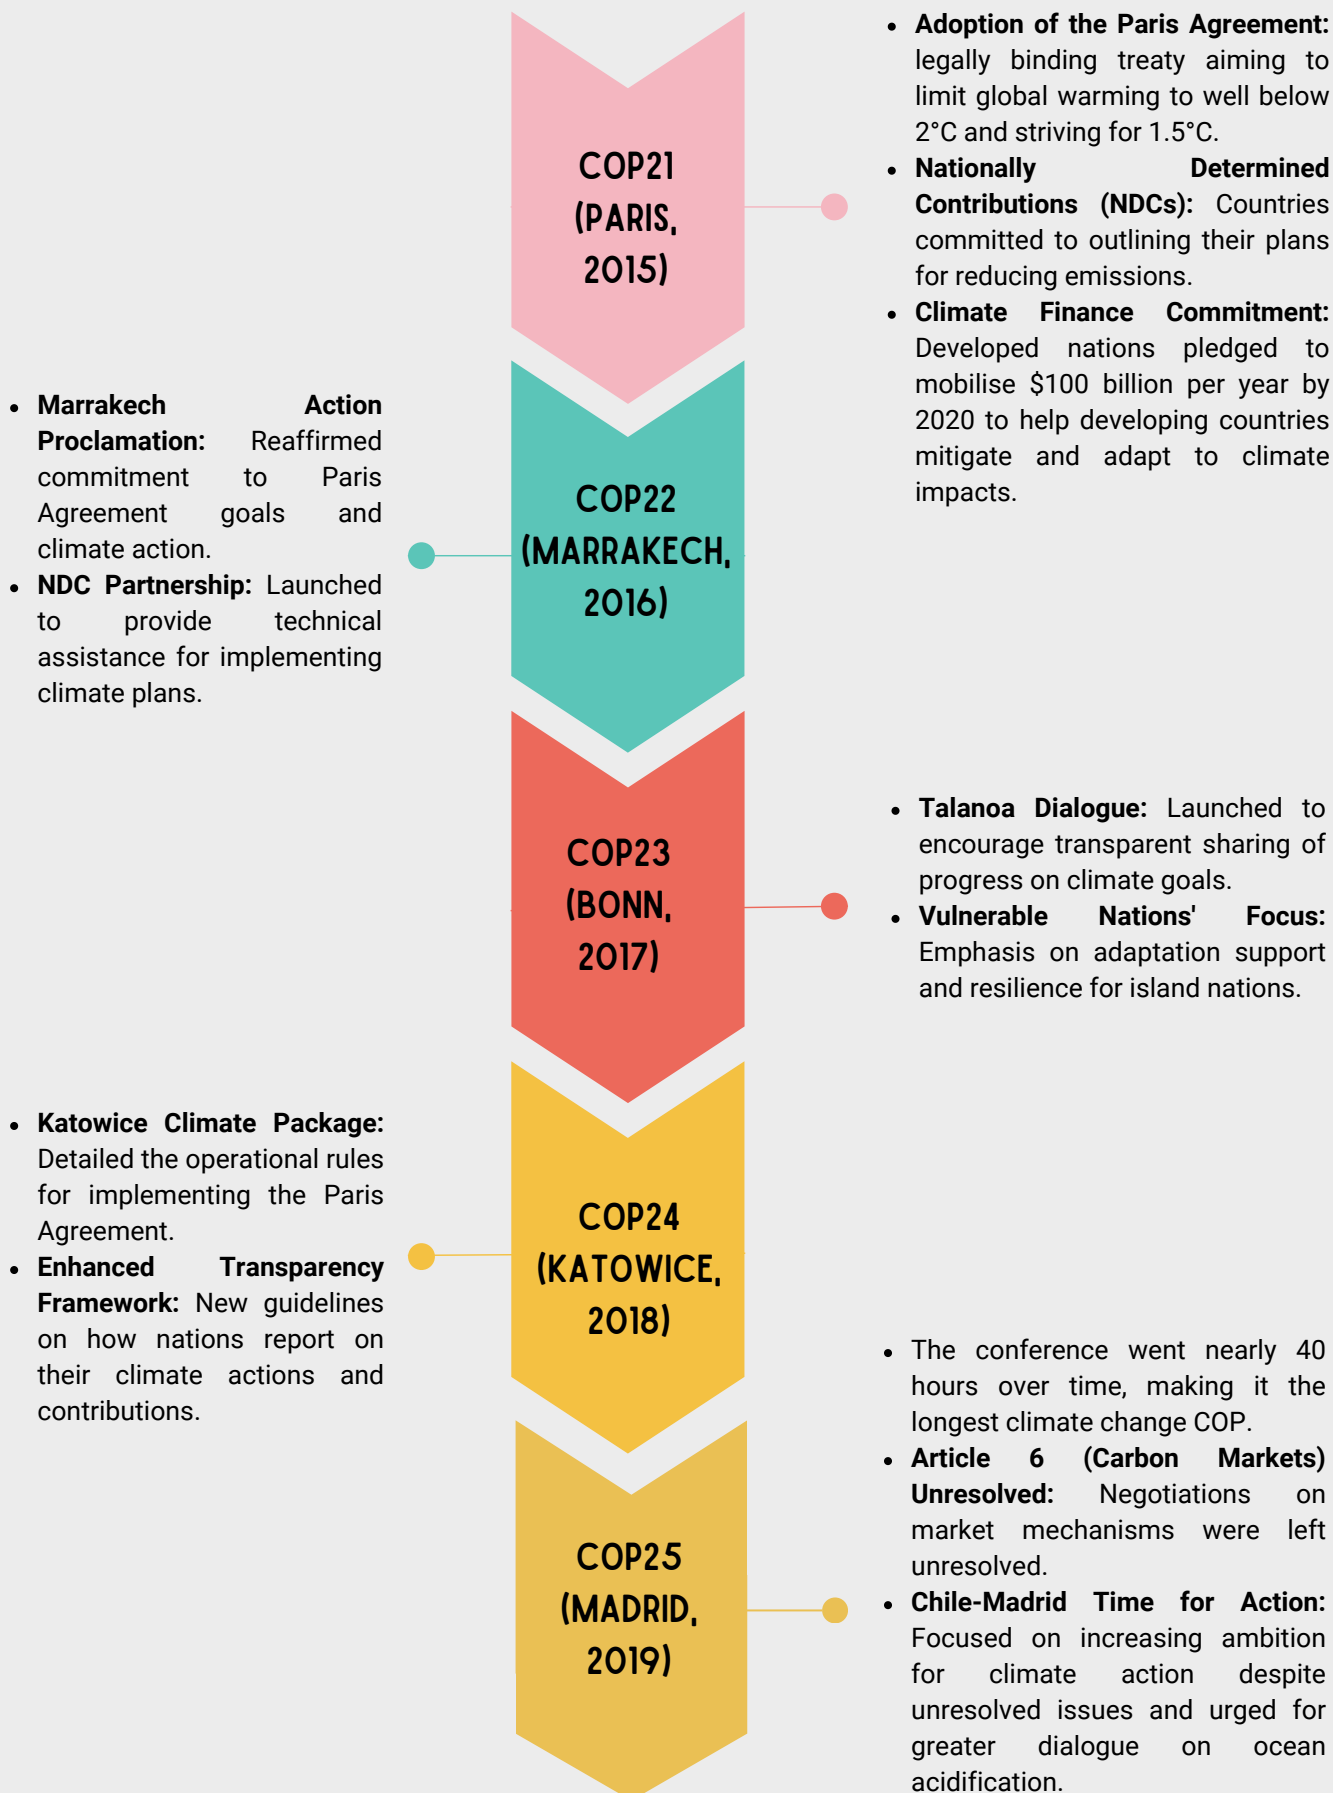 COP21
(PARIS,
2015)
• Adoption of the Paris Agreement:
legally binding treaty aiming to
limit global warming to well below
2°C and striving for 1.5°C.
• Nationally Determined
Contributions (NDCs): Countries
committed to outlining their plans
for reducing emissions.
• Climate Finance Commitment:
Developed nations pledged to
mobilise $100 billion per year by
2020 to help developing countries
mitigate and adapt to climate
impacts.
COP22
(MARRAKECH,
2016)
• Marrakech Action
Proclamation: Reaffirmed
commitment to Paris
Agreement goals and
climate action.
• NDC Partnership: Launched
to provide technical
assistance for implementing
climate plans.
COP23
(BONN,
2017)
• Talanoa Dialogue: Launched to
encourage transparent sharing of
progress on climate goals.
• Vulnerable Nations' Focus:
Emphasis on adaptation support
and resilience for island nations.
COP24
(KATOWICE,
2018)
• Katowice Climate Package:
Detailed the operational rules
for implementing the Paris
Agreement.
• Enhanced Transparency
Framework: New guidelines
on how nations report on
their climate actions and
contributions.
COP25
(MADRID,
2019)
• The conference went nearly 40
hours over time, making it the
longest climate change COP.
• Article 6 (Carbon Markets)
Unresolved: Negotiations on
market mechanisms were left
unresolved.
• Chile-Madrid Time for Action:
Focused on increasing ambition
for climate action despite
unresolved issues and urged for
greater dialogue on ocean
acidification.